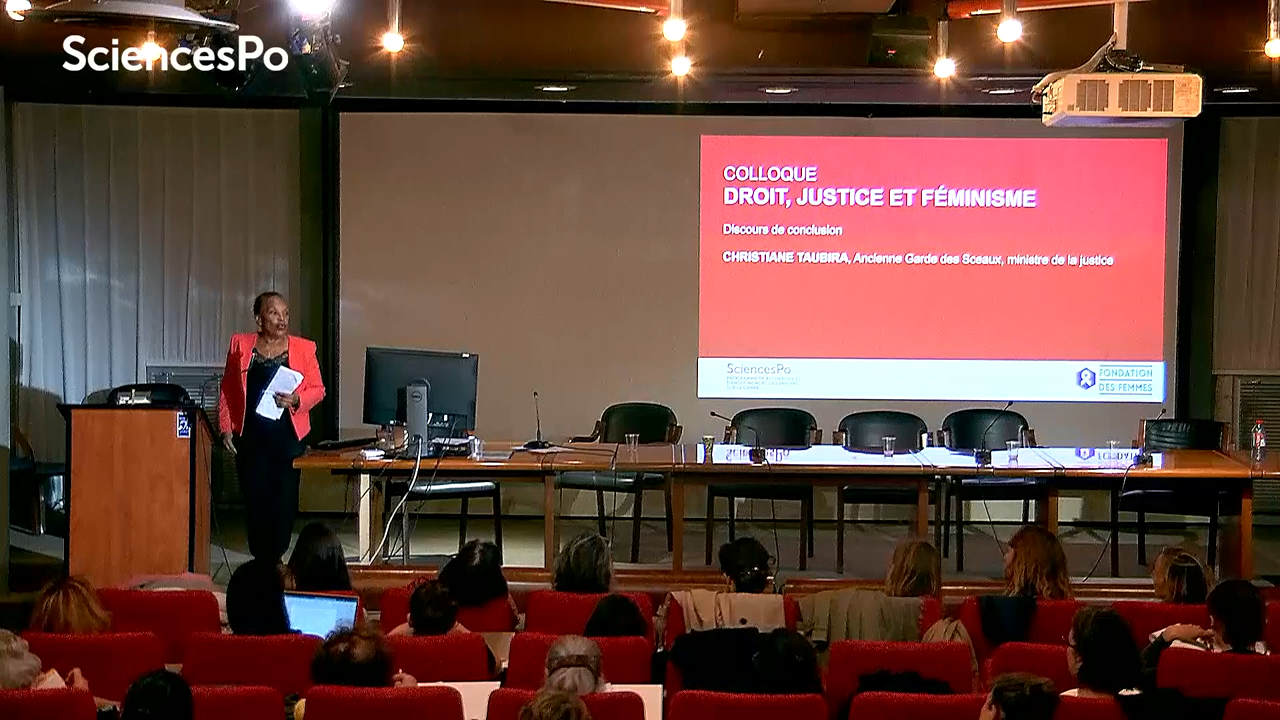 SciencesPo
COLLOQUE
DROIT, JUSTICE ET FÉMINISME
Discours de conclusion
CHRISTIANE TAUBIRA, Ancienne Garde des Sceaux, ministre de la justice
SciencesPo
FONDATION
DES FEMMES